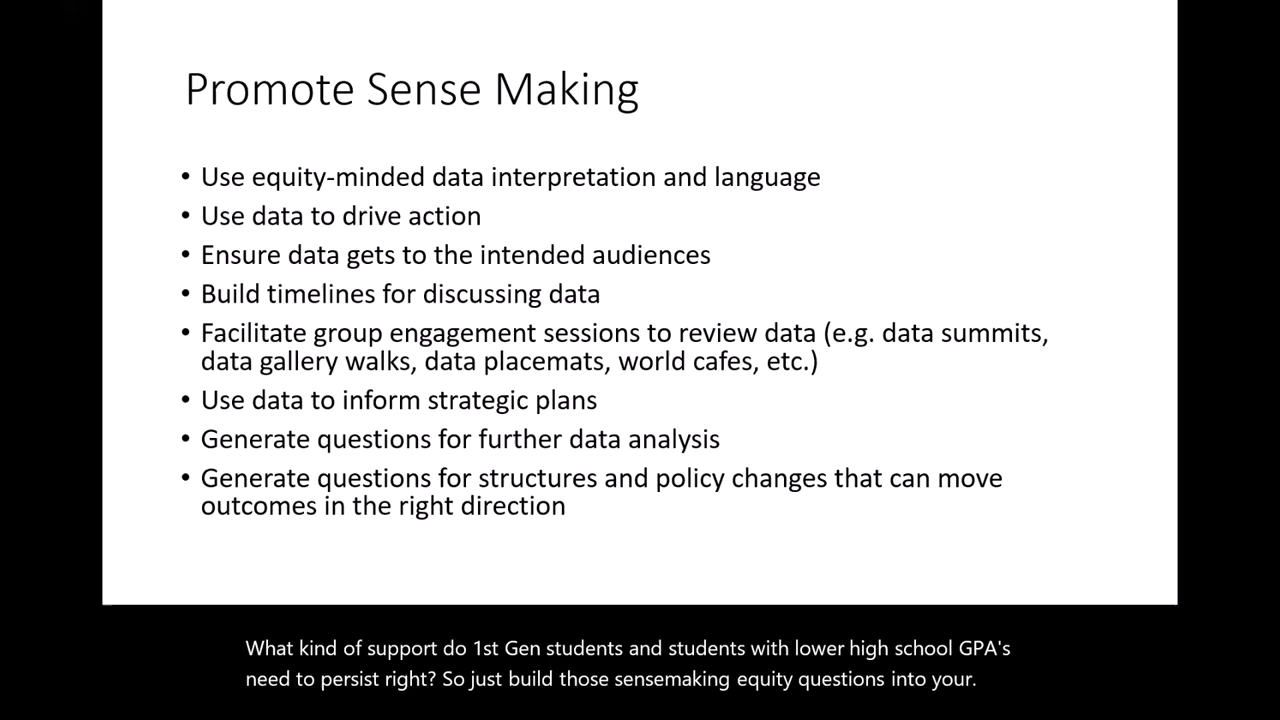 Promote Sense Making
• Use equity-minded data interpretation and language
• Use data to drive action
• Ensure data gets to the intended audiences
• Build timelines for discussing data
• Facilitate group engagement sessions to review data (e.g. data summits,
data gallery walks, data placemats, world cafes, etc.)
• Use data to inform strategic plans
• Generate questions for further data analysis
• Generate questions for structures and policy changes that can move
outcomes in the right direction
What kind of support do 1st Gen students and students with lower high school GPA's
need to persist right? So just build those sensemaking equity questions into your.